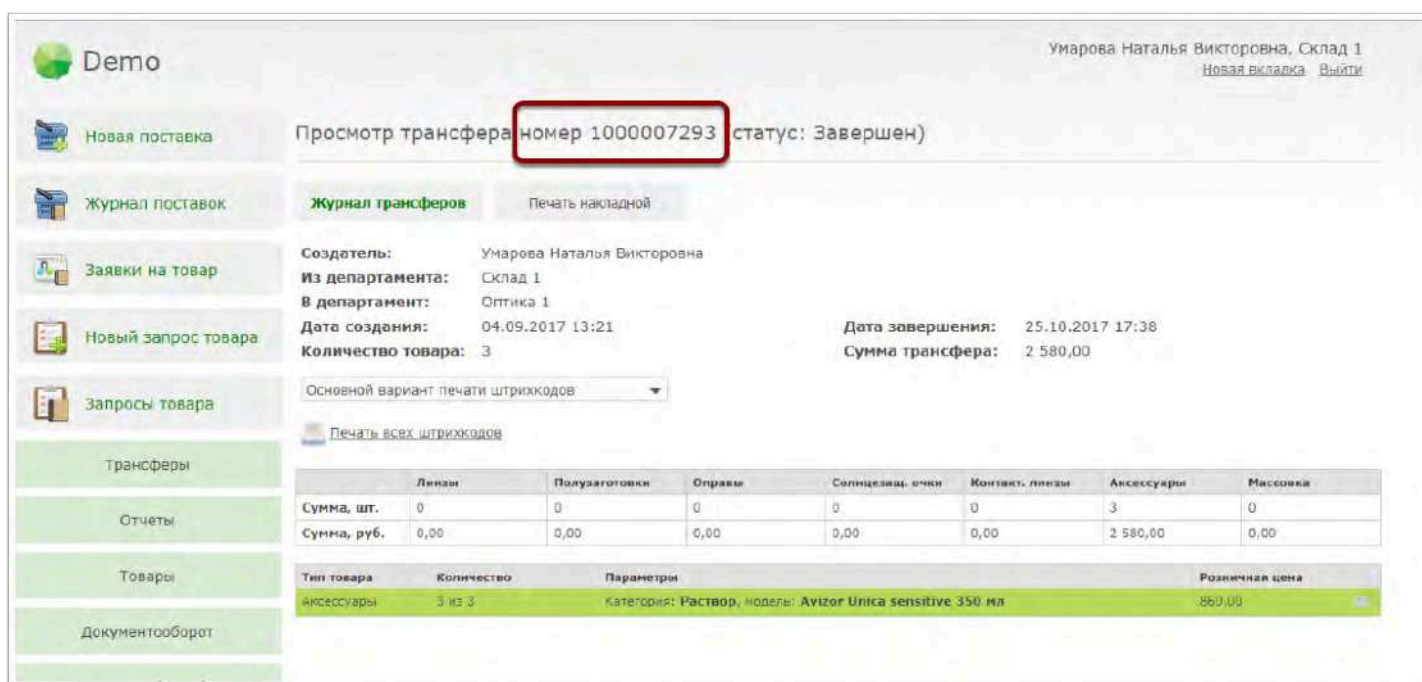 Demo
Умарова Наталья Викторовна, Склад 1
Новая вкладка Выйти
Новая поставка
Журнал поставок
Заявки на товар
Новый запрос товара
Запросы товара
Трансферы
Отчеты
Товары
Документооборот
Просмотр трансфера номер 1000007293 (статус: Завершен)
Журнал трансферов Печать накладной
Создатель: Умарова Наталья Викторовна
Из департамента: Склад 1
В департамент: Оптика 1
Дата создания: 04.09.2017 13:21 Дата завершения: 25.10.2017 17:38
Количество товара: 3 Сумма трансфера: 2 580,00
Основной вариант печати штрихкодов
Печать всех штрихкодов
Линзы Полузаготовки Оправы Солнцезащ. очки Контакт. линзы Аксессуары Массовка
Сумма, шт. 0 0 0 0 0 3 0
Сумма, руб. 0,00 0,00 0,00 0,00 0,00 2 580,00 0,00
Тип товара Количество Параметры Розничная цена
Аксессуары 3 из 3 Категория: Раствор, модель: Avizor Unica sensitive 350 мл 860,00